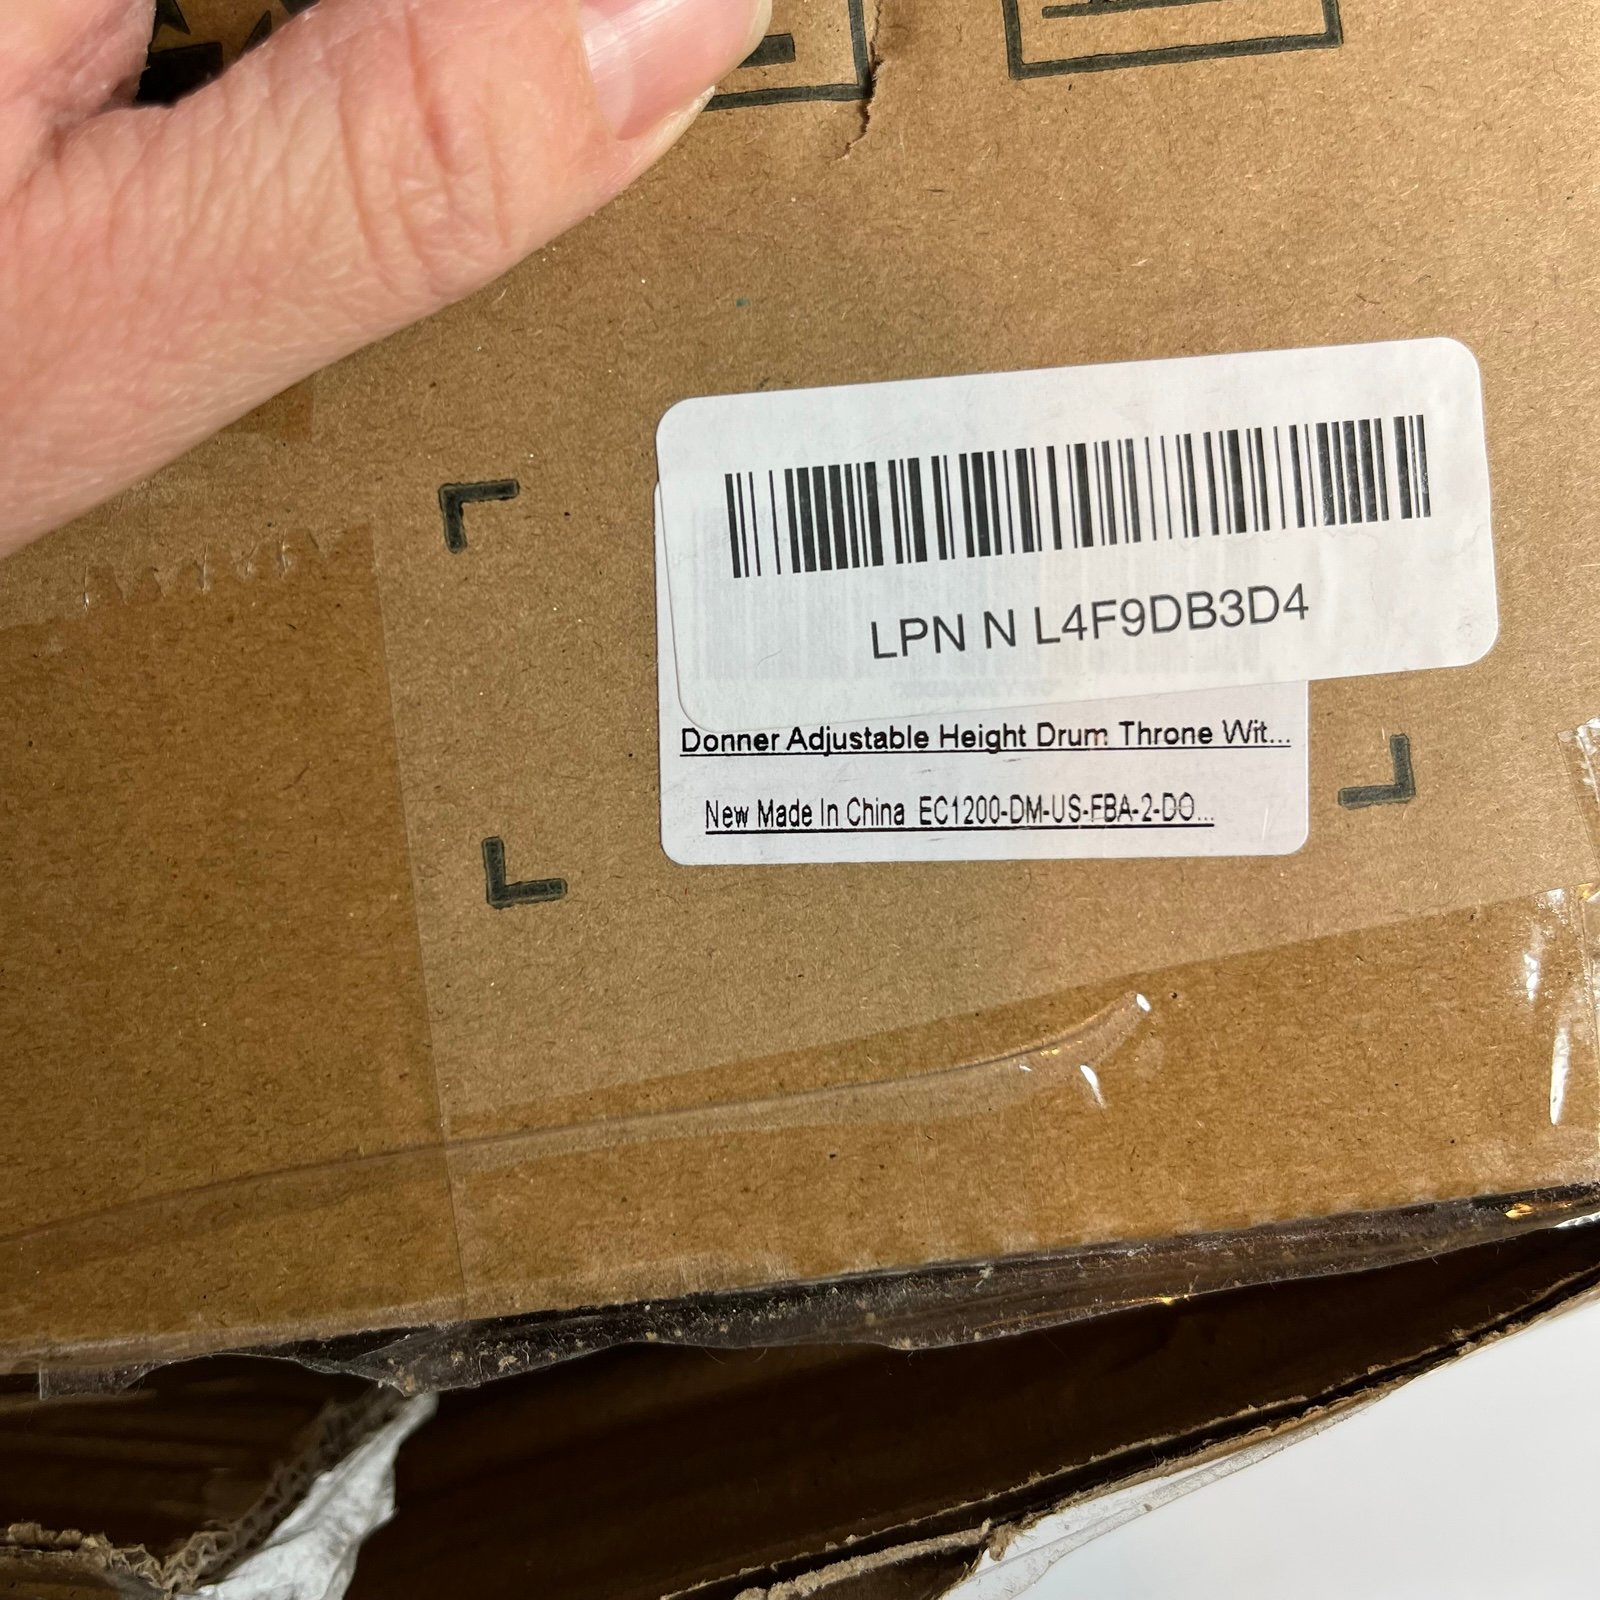 LPN N L4F9DB3D4
Donner Adjustable Height Drum Throne Wit...
New Made In China EC1200-DM-US-FBA-2-DO...